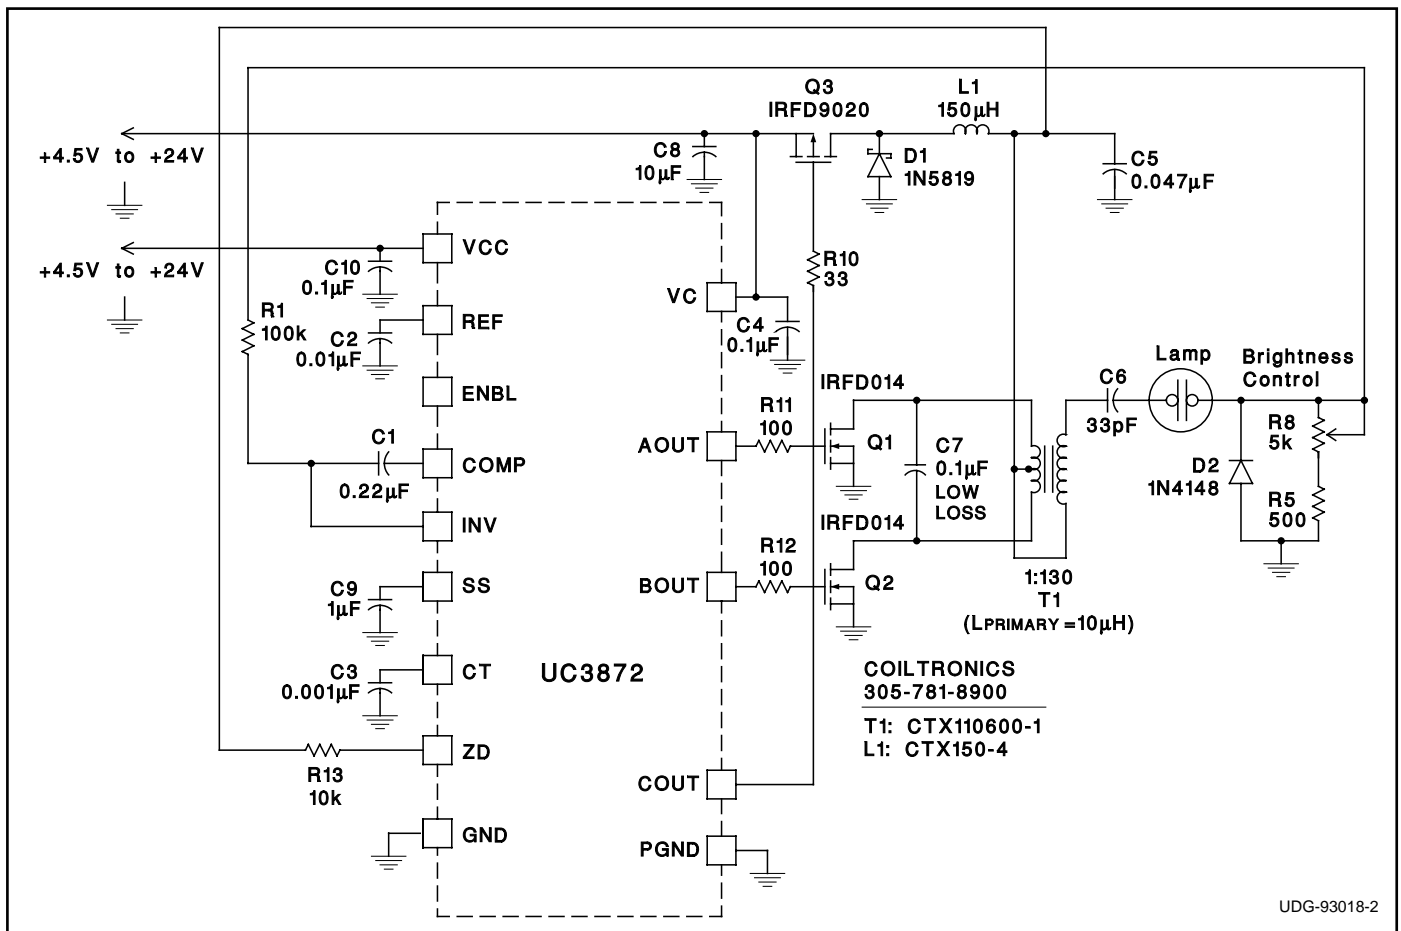 Q3
IRFD9020
L1
150µH
+4.5V to +24V
C8
10µF
D1
1N5819
C5
0.047µF
+4.5V to +24V
VCC
C10
0.1µF
R10
33
VC
R1
100k
REF
C2
0.01µF
C4
0.1µF
ENBL
IRFD014
Lamp
Brightness
Control
C6
33pF
R11
100
AOUT
Q1
C7
0.1µF
LOW
LOSS
R8
5k
C1
0.22µF
COMP
D2
1N4148
R5
500
INV
IRFD014
R12
100
C9
1µF
SS
BOUT
Q2
1:130
T1
(LPRIMARY=10µH)
C3
0.001µF
CT
UC3872
COILTRONICS
305-781-8900
T1: CTX110600-1
L1: CTX150-4
ZD
R13
10k
COUT
GND
PGND
UDG-93018-2